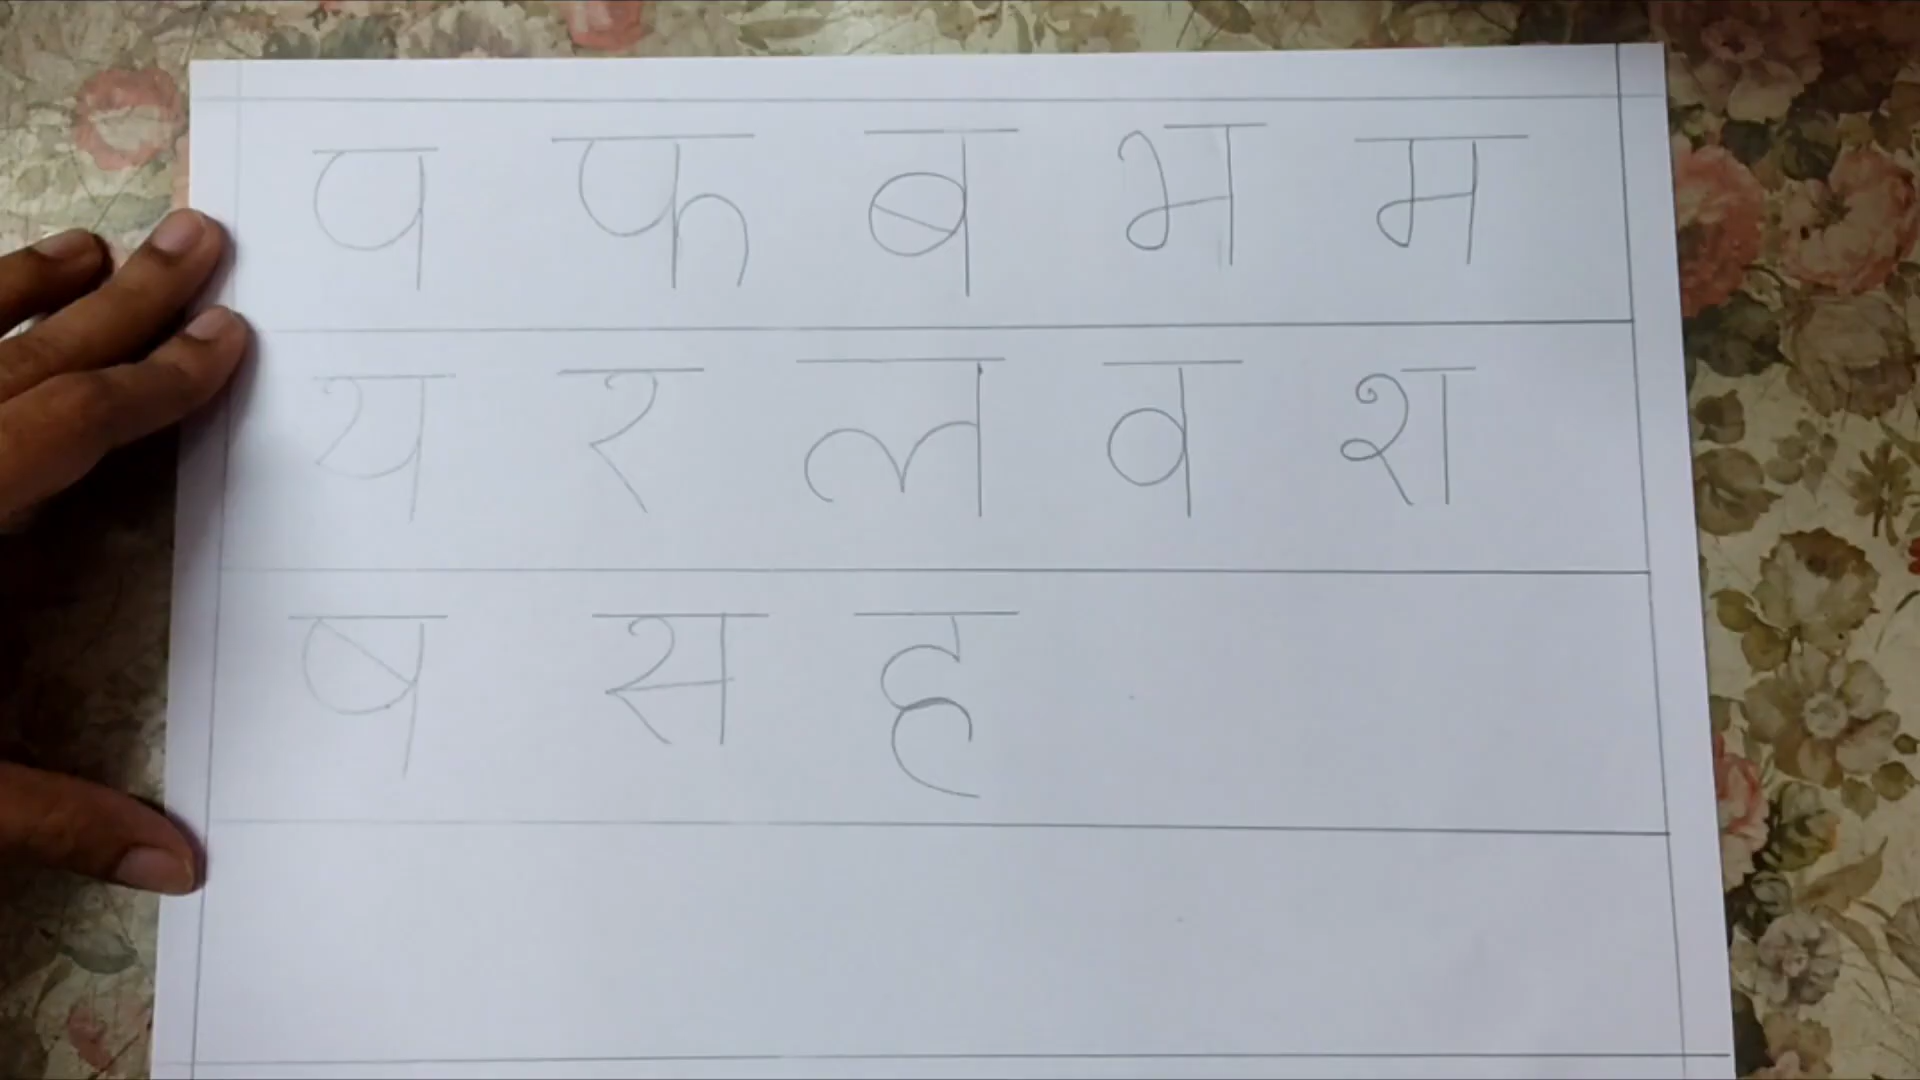 प फ ब भ म
य र ल व श
ष स ह